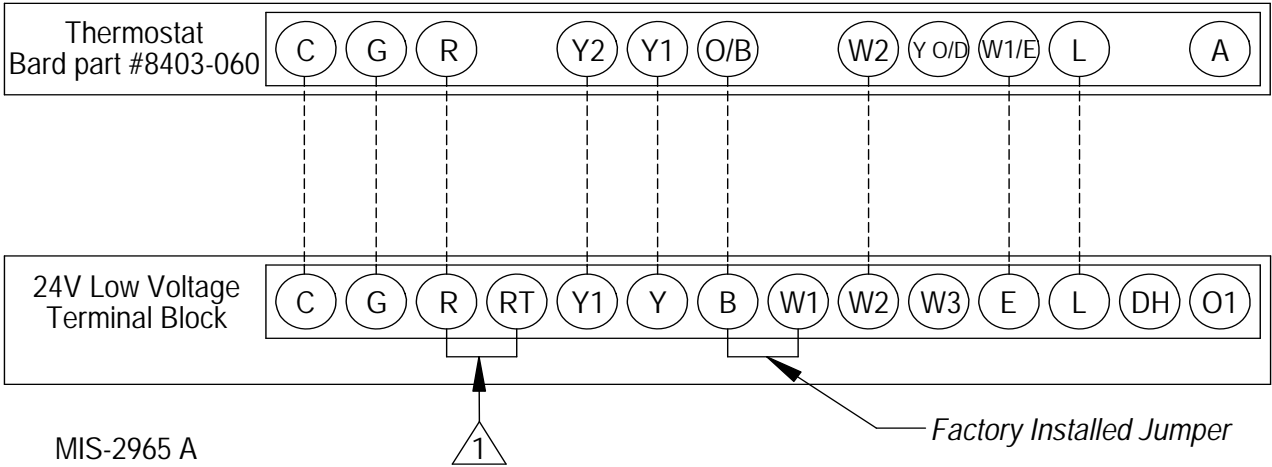 Thermostat
Bard part #8403-060
C G R Y2 Y1 O/B W2 Y O/D W1/E L A
24V Low Voltage
Terminal Block
C G R RT Y1 Y B W1 W2 W3 E L DH O1
1
Factory Installed Jumper
MIS-2965 A